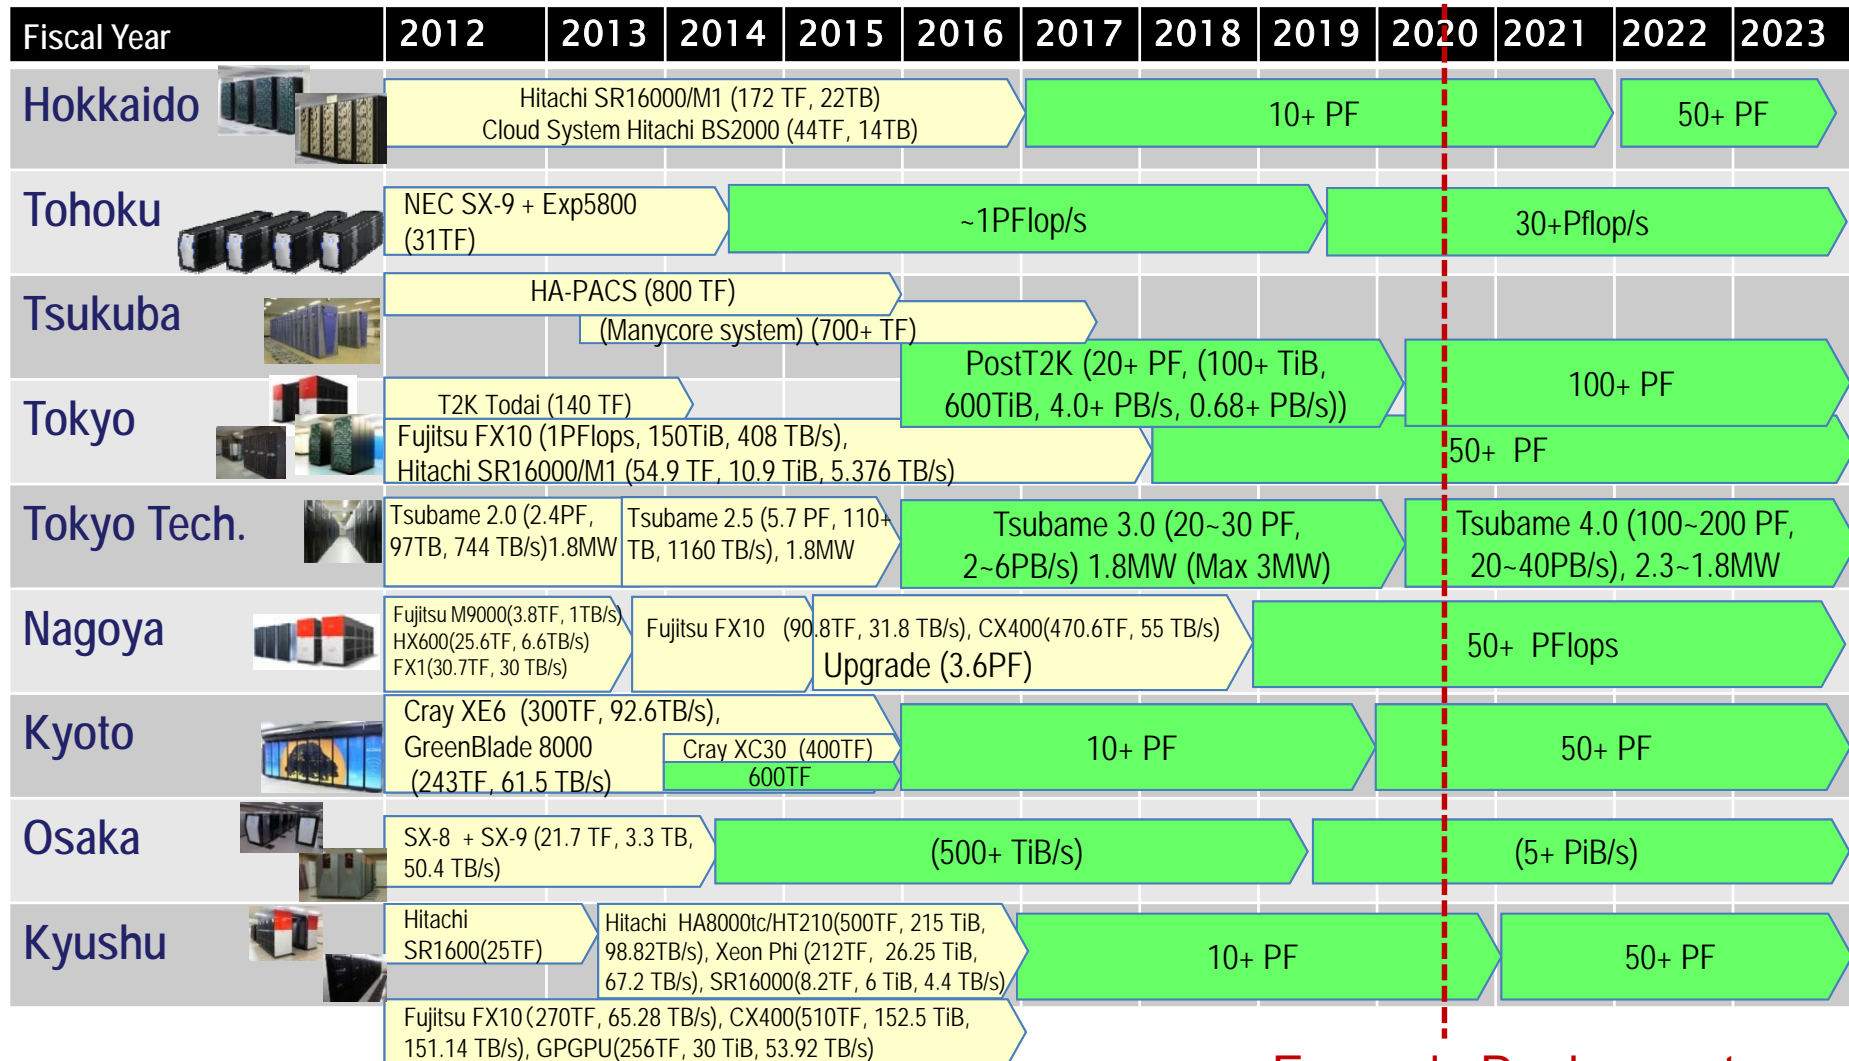 Fiscal Year 2012 2013 2014 2015 2016 2017 2018 2019 2020 2021 2022 2023
Hokkaido
Hitachi SR16000/M1 (172 TF, 22TB)
Cloud System Hitachi BS2000 (44TF, 14TB)
10+ PF
50+ PF
Tohoku
NEC SX-9 + Exp5800
(31TF)
~1PFlop/s
30+Pflop/s
Tsukuba
HA-PACS (800 TF)
(Manycore system) (700+ TF)
PostT2K (20+ PF, (100+ TiB,
600TiB, 4.0+ PB/s, 0.68+ PB/s))
100+ PF
Tokyo
T2K Todai (140 TF)
Fujitsu FX10 (1PFlops, 150TiB, 408 TB/s),
Hitachi SR16000/M1 (54.9 TF, 10.9 TiB, 5.376 TB/s)
50+ PF
Tokyo Tech.
Tsubame 2.0 (2.4PF,
97TB, 744 TB/s)1.8MW
Tsubame 2.5 (5.7 PF, 110+
TB, 1160 TB/s), 1.8MW
Tsubame 3.0 (20~30 PF,
2~6PB/s) 1.8MW (Max 3MW)
Tsubame 4.0 (100~200 PF,
20~40PB/s), 2.3~1.8MW
Nagoya
Fujitsu M9000(3.8TF, 1TB/s)
HX600(25.6TF, 6.6TB/s)
FX1(30.7TF, 30 TB/s)
Fujitsu FX10 (90.8TF, 31.8 TB/s), CX400(470.6TF, 55 TB/s)
Upgrade (3.6PF)
50+ PFlops
Kyoto
Cray XE6 (300TF, 92.6TB/s),
GreenBlade 8000
(243TF, 61.5 TB/s)
Cray XC30 (400TF)
600TF
10+ PF
50+ PF
Osaka
SX-8 + SX-9 (21.7 TF, 3.3 TB,
50.4 TB/s)
(500+ TiB/s)
(5+ PiB/s)
Kyushu
Hitachi
SR1600(25TF)
Hitachi HA8000tc/HT210(500TF, 215 TiB,
98.82TB/s), Xeon Phi (212TF, 26.25 TiB,
67.2 TB/s), SR16000(8.2TF, 6 TiB, 4.4 TB/s)
10+ PF
50+ PF
Fujitsu FX10(270TF, 65.28 TB/s), CX400(510TF, 152.5 TiB,
151.14 TB/s), GPGPU(256TF, 30 TiB, 53.92 TB/s)